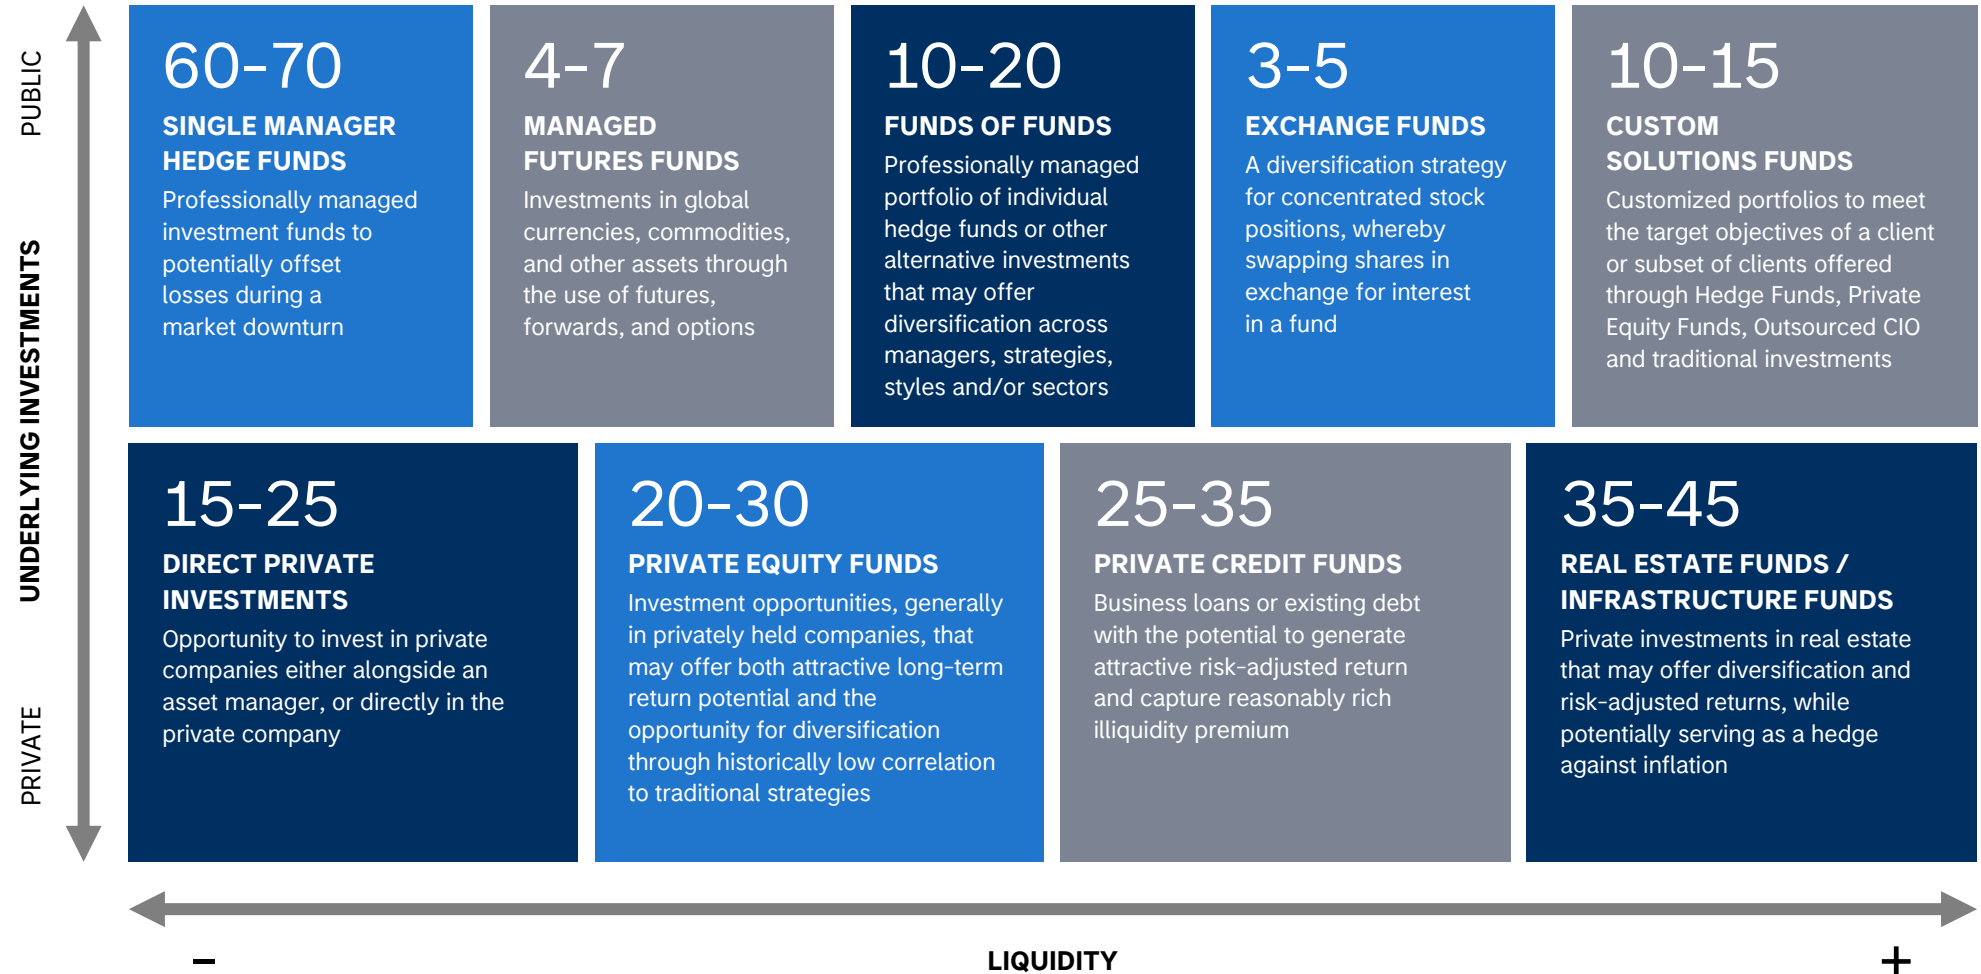 PUBLIC
UNDERLYING INVESTMENTS
PRIVATE
60–70
SINGLE MANAGER
HEDGE FUNDS
Professionally managed
investment funds to
potentially offset
losses during a
market downturn
4–7
MANAGED
FUTURES FUNDS
Investments in global
currencies, commodities,
and other assets through
the use of futures,
forwards, and options
10–20
FUNDS OF FUNDS
Professionally managed
portfolio of individual
hedge funds or other
alternative investments
that may offer
diversification across
managers, strategies,
styles and/or sectors
3–5
EXCHANGE FUNDS
A diversification strategy
for concentrated stock
positions, whereby
swapping shares in
exchange for interest
in a fund
10–15
CUSTOM
SOLUTIONS FUNDS
Customized portfolios to meet
the target objectives of a client
or subset of clients offered
through Hedge Funds, Private
Equity Funds, Outsourced CIO
and traditional investments
15–25
DIRECT PRIVATE
INVESTMENTS
Opportunity to invest in private
companies either alongside an
asset manager, or directly in the
private company
20–30
PRIVATE EQUITY FUNDS
Investment opportunities, generally
in privately held companies, that
may offer both attractive long-term
return potential and the
opportunity for diversification
through historically low correlation
to traditional strategies
25–35
PRIVATE CREDIT FUNDS
Business loans or existing debt
with the potential to generate
attractive risk-adjusted return
and capture reasonably rich
illiquidity premium
35–45
REAL ESTATE FUNDS /
INFRASTRUCTURE FUNDS
Private investments in real estate
that may offer diversification and
risk-adjusted returns, while
potentially serving as a hedge
against inflation
– LIQUIDITY +